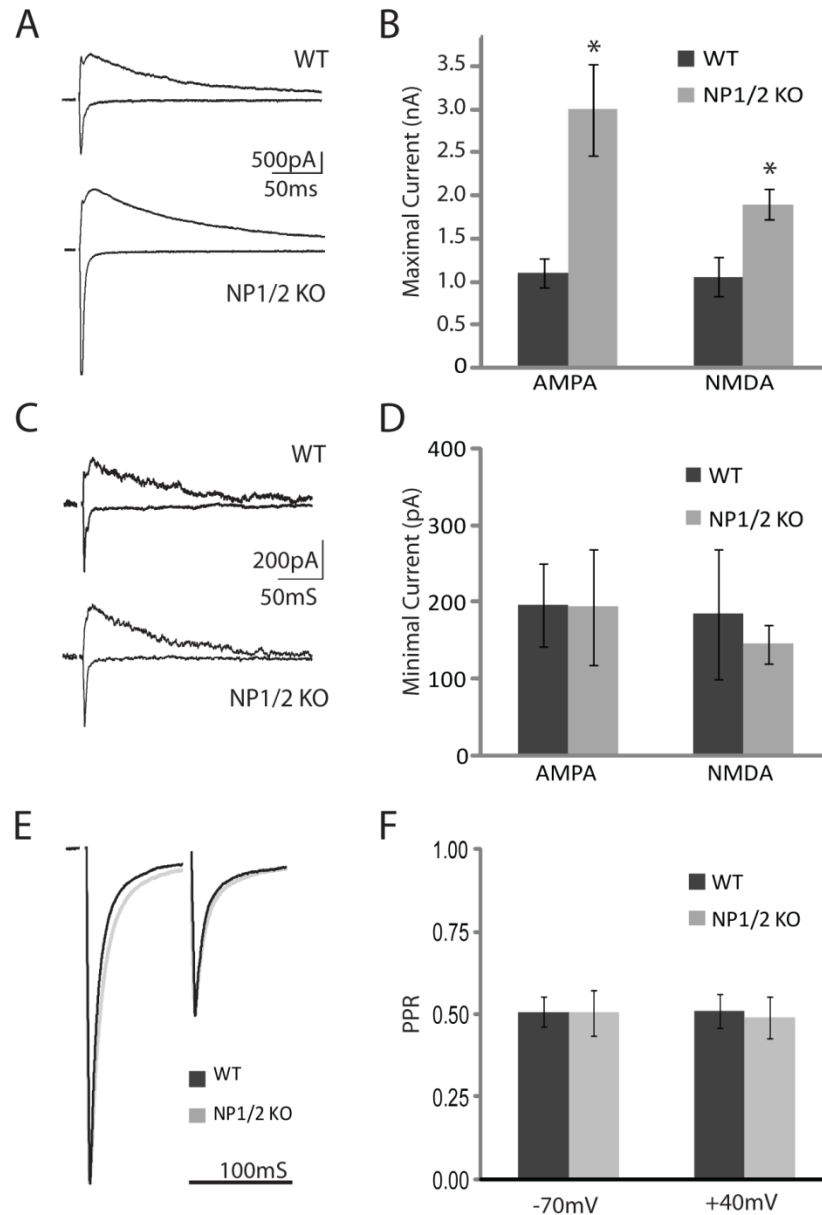 A
WT
500pA
50ms
NP1/2 KO
B
Maximal Current (nA)
3.5
3.0
2.5
2.0
1.5
1.0
0.5
0
*
*
WT
NP1/2 KO
AMPA
NMDA
C
WT
200pA
50mS
NP1/2 KO
D
Minimal Current (pA)
400
300
200
100
0
WT
NP1/2 KO
AMPA
NMDA
E
WT
NP1/2 KO
100mS
F
PPR
1.00
0.75
0.50
0.25
0.00
WT
NP1/2 KO
-70mV
+40mV